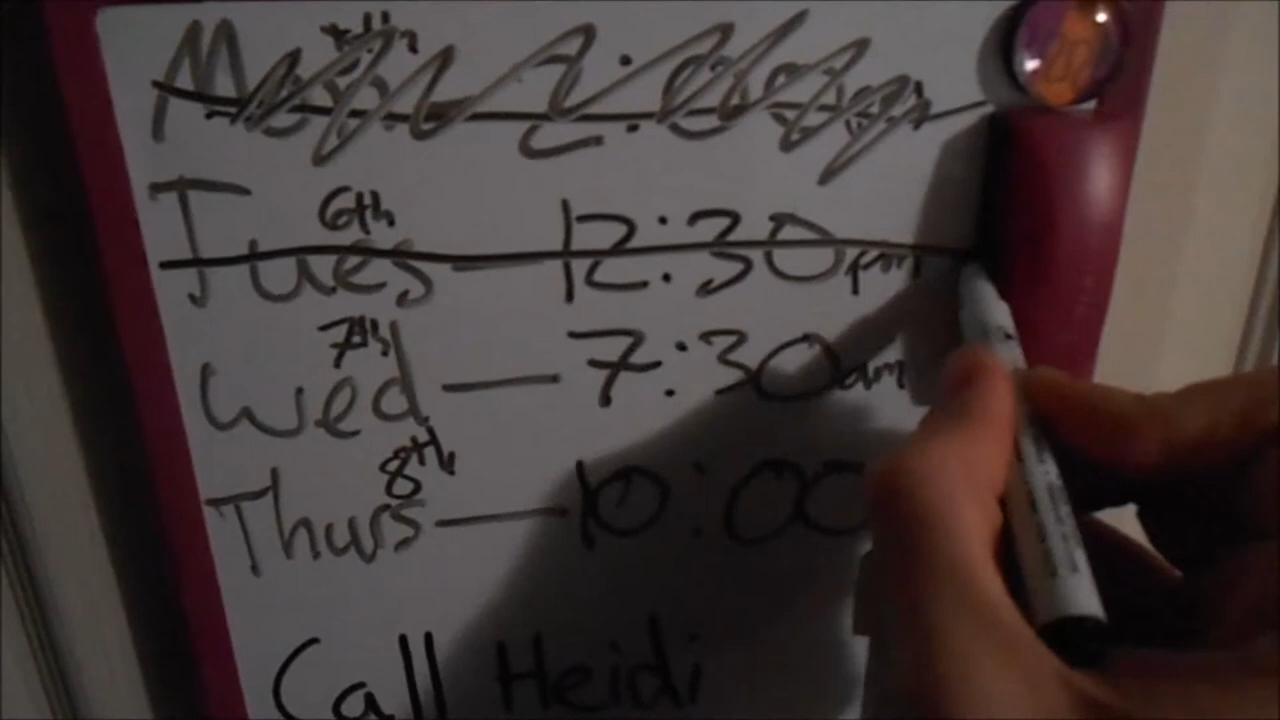 Tues 6th — 12:30pm
Wed 7th — 7:30am
Thurs 8th — 10:00
Call Heidi